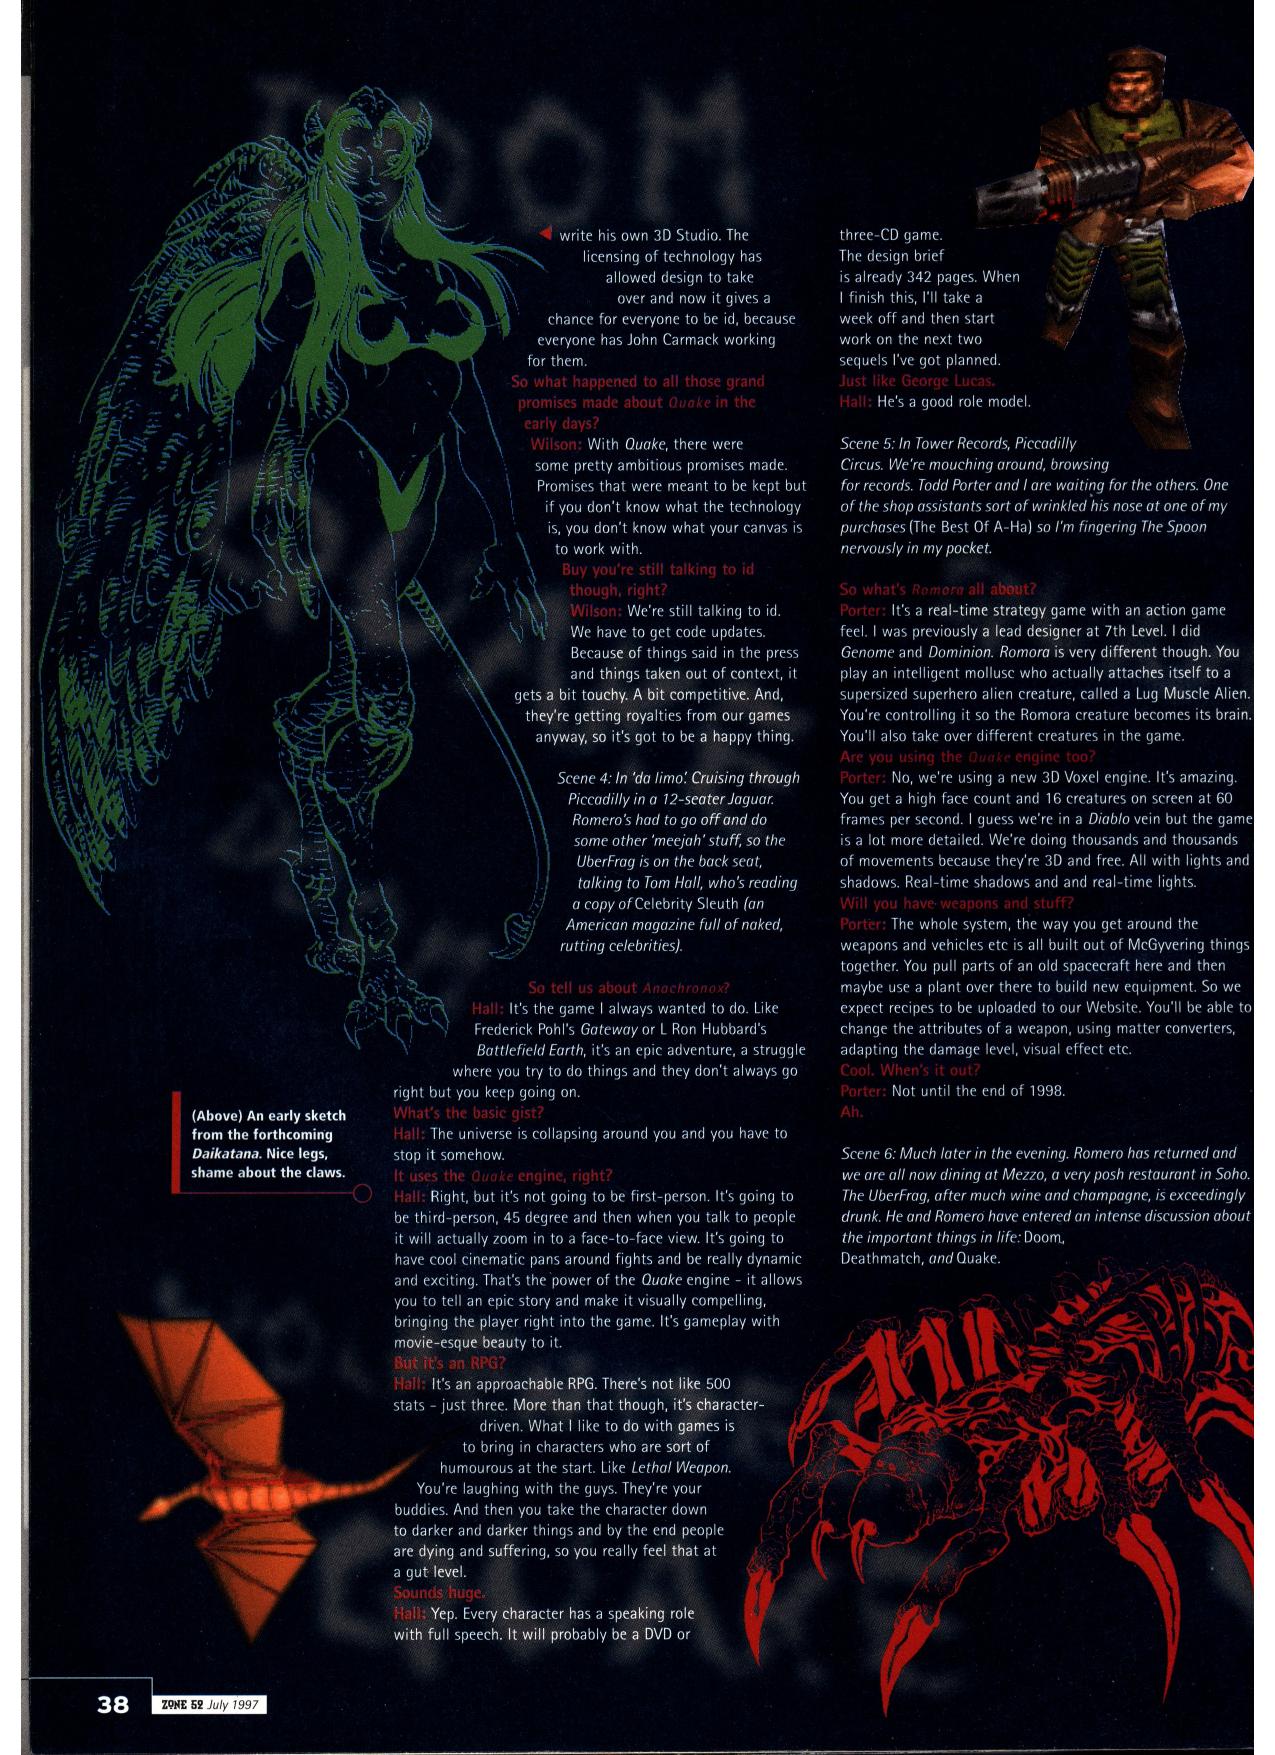 write his own 3D Studio. The
licensing of technology has
allowed design to take
over and now it gives a
chance for everyone to be id, because
everyone has John Carmack working
for them.
So what happened to all those grand
promises made about Quake in the
early days?
Wilson: With Quake, there were
some pretty ambitious promises made.
Promises that were meant to be kept but
if you don't know what the technology
is, you don't know what your canvas is
to work with.
Buy you're still talking to id
though, right?
Wilson: We're still talking to id.
We have to get code updates.
Because of things said in the press
and things taken out of context, it
gets a bit touchy. A bit competitive. And,
they're getting royalties from our games
anyway, so it's got to be a happy thing.
Scene 4: In 'da limo'. Cruising through
Piccadilly in a 12-seater Jaguar.
Romero's had to go off and do
some other 'meejah' stuff, so the
UberFrag is on the back seat,
talking to Tom Hall, who's reading
a copy of Celebrity Sleuth (an
American magazine full of naked,
rutting celebrities).
So tell us about Anachronox?
Hall: It's the game I always wanted to do. Like
Frederick Pohl's Gateway or L Ron Hubbard's
Battlefield Earth, it's an epic adventure, a struggle
where you try to do things and they don't always go
right but you keep going on.
What's the basic gist?
Hall: The universe is collapsing around you and you have to
stop it somehow.
It uses the Quake engine, right?
Hall: Right, but it's not going to be first-person. It's going to
be third-person, 45 degree and then when you talk to people
it will actually zoom in to a face-to-face view. It's going to
have cool cinematic pans around fights and be really dynamic
and exciting. That's the power of the Quake engine - it allows
you to tell an epic story and make it visually compelling,
bringing the player right into the game. It's gameplay with
movie-esque beauty to it.
But it's an RPG?
Hall: It's an approachable RPG. There's not like 500
stats - just three. More than that though, it's character-
driven. What I like to do with games is
to bring in characters who are sort of
humourous at the start. Like Lethal Weapon.
You're laughing with the guys. They're your
buddies. And then you take the character down
to darker and darker things and by the end people
are dying and suffering, so you really feel that at
a gut level.
Sounds huge.
Hall: Yep. Every character has a speaking role
with full speech. It will probably be a DVD or
three-CD game.
The design brief
is already 342 pages. When
I finish this, I'll take a
week off and then start
work on the next two
sequels I've got planned.
Just like George Lucas.
Hall: He's a good role model.
Scene 5: In Tower Records, Piccadilly
Circus. We're mouching around, browsing
for records. Todd Porter and I are waiting for the others. One
of the shop assistants sort of wrinkled his nose at one of my
purchases (The Best Of A-Ha) so I'm fingering The Spoon
nervously in my pocket.
So what's Romora all about?
Porter: It's a real-time strategy game with an action game
feel. I was previously a lead designer at 7th Level. I did
Genome and Dominion. Romora is very different though. You
play an intelligent mollusc who actually attaches itself to a
supersized superhero alien creature, called a Lug Muscle Alien.
You're controlling it so the Romora creature becomes its brain.
You'll also take over different creatures in the game.
Are you using the Quake engine too?
Porter: No, we're using a new 3D Voxel engine. It's amazing.
You get a high face count and 16 creatures on screen at 60
frames per second. I guess we're in a Diablo vein but the game
is a lot more detailed. We're doing thousands and thousands
of movements because they're 3D and free. All with lights and
shadows. Real-time shadows and and real-time lights.
Will you have weapons and stuff?
Porter: The whole system, the way you get around the
weapons and vehicles etc is all built out of McGyvering things
together. You pull parts of an old spacecraft here and then
maybe use a plant over there to build new equipment. So we
expect recipes to be uploaded to our Website. You'll be able to
change the attributes of a weapon, using matter converters,
adapting the damage level, visual effect etc.
Cool. When's it out?
Porter: Not until the end of 1998.
Ah.
Scene 6: Much later in the evening. Romero has returned and
we are all now dining at Mezzo, a very posh restaurant in Soho.
The UberFrag, after much wine and champagne, is exceedingly
drunk. He and Romero have entered an intense discussion about
the important things in life: Doom,
Deathmatch, and Quake.
(Above) An early sketch
from the forthcoming
Daikatana. Nice legs,
shame about the claws.
38 ZONE 52 July 1997